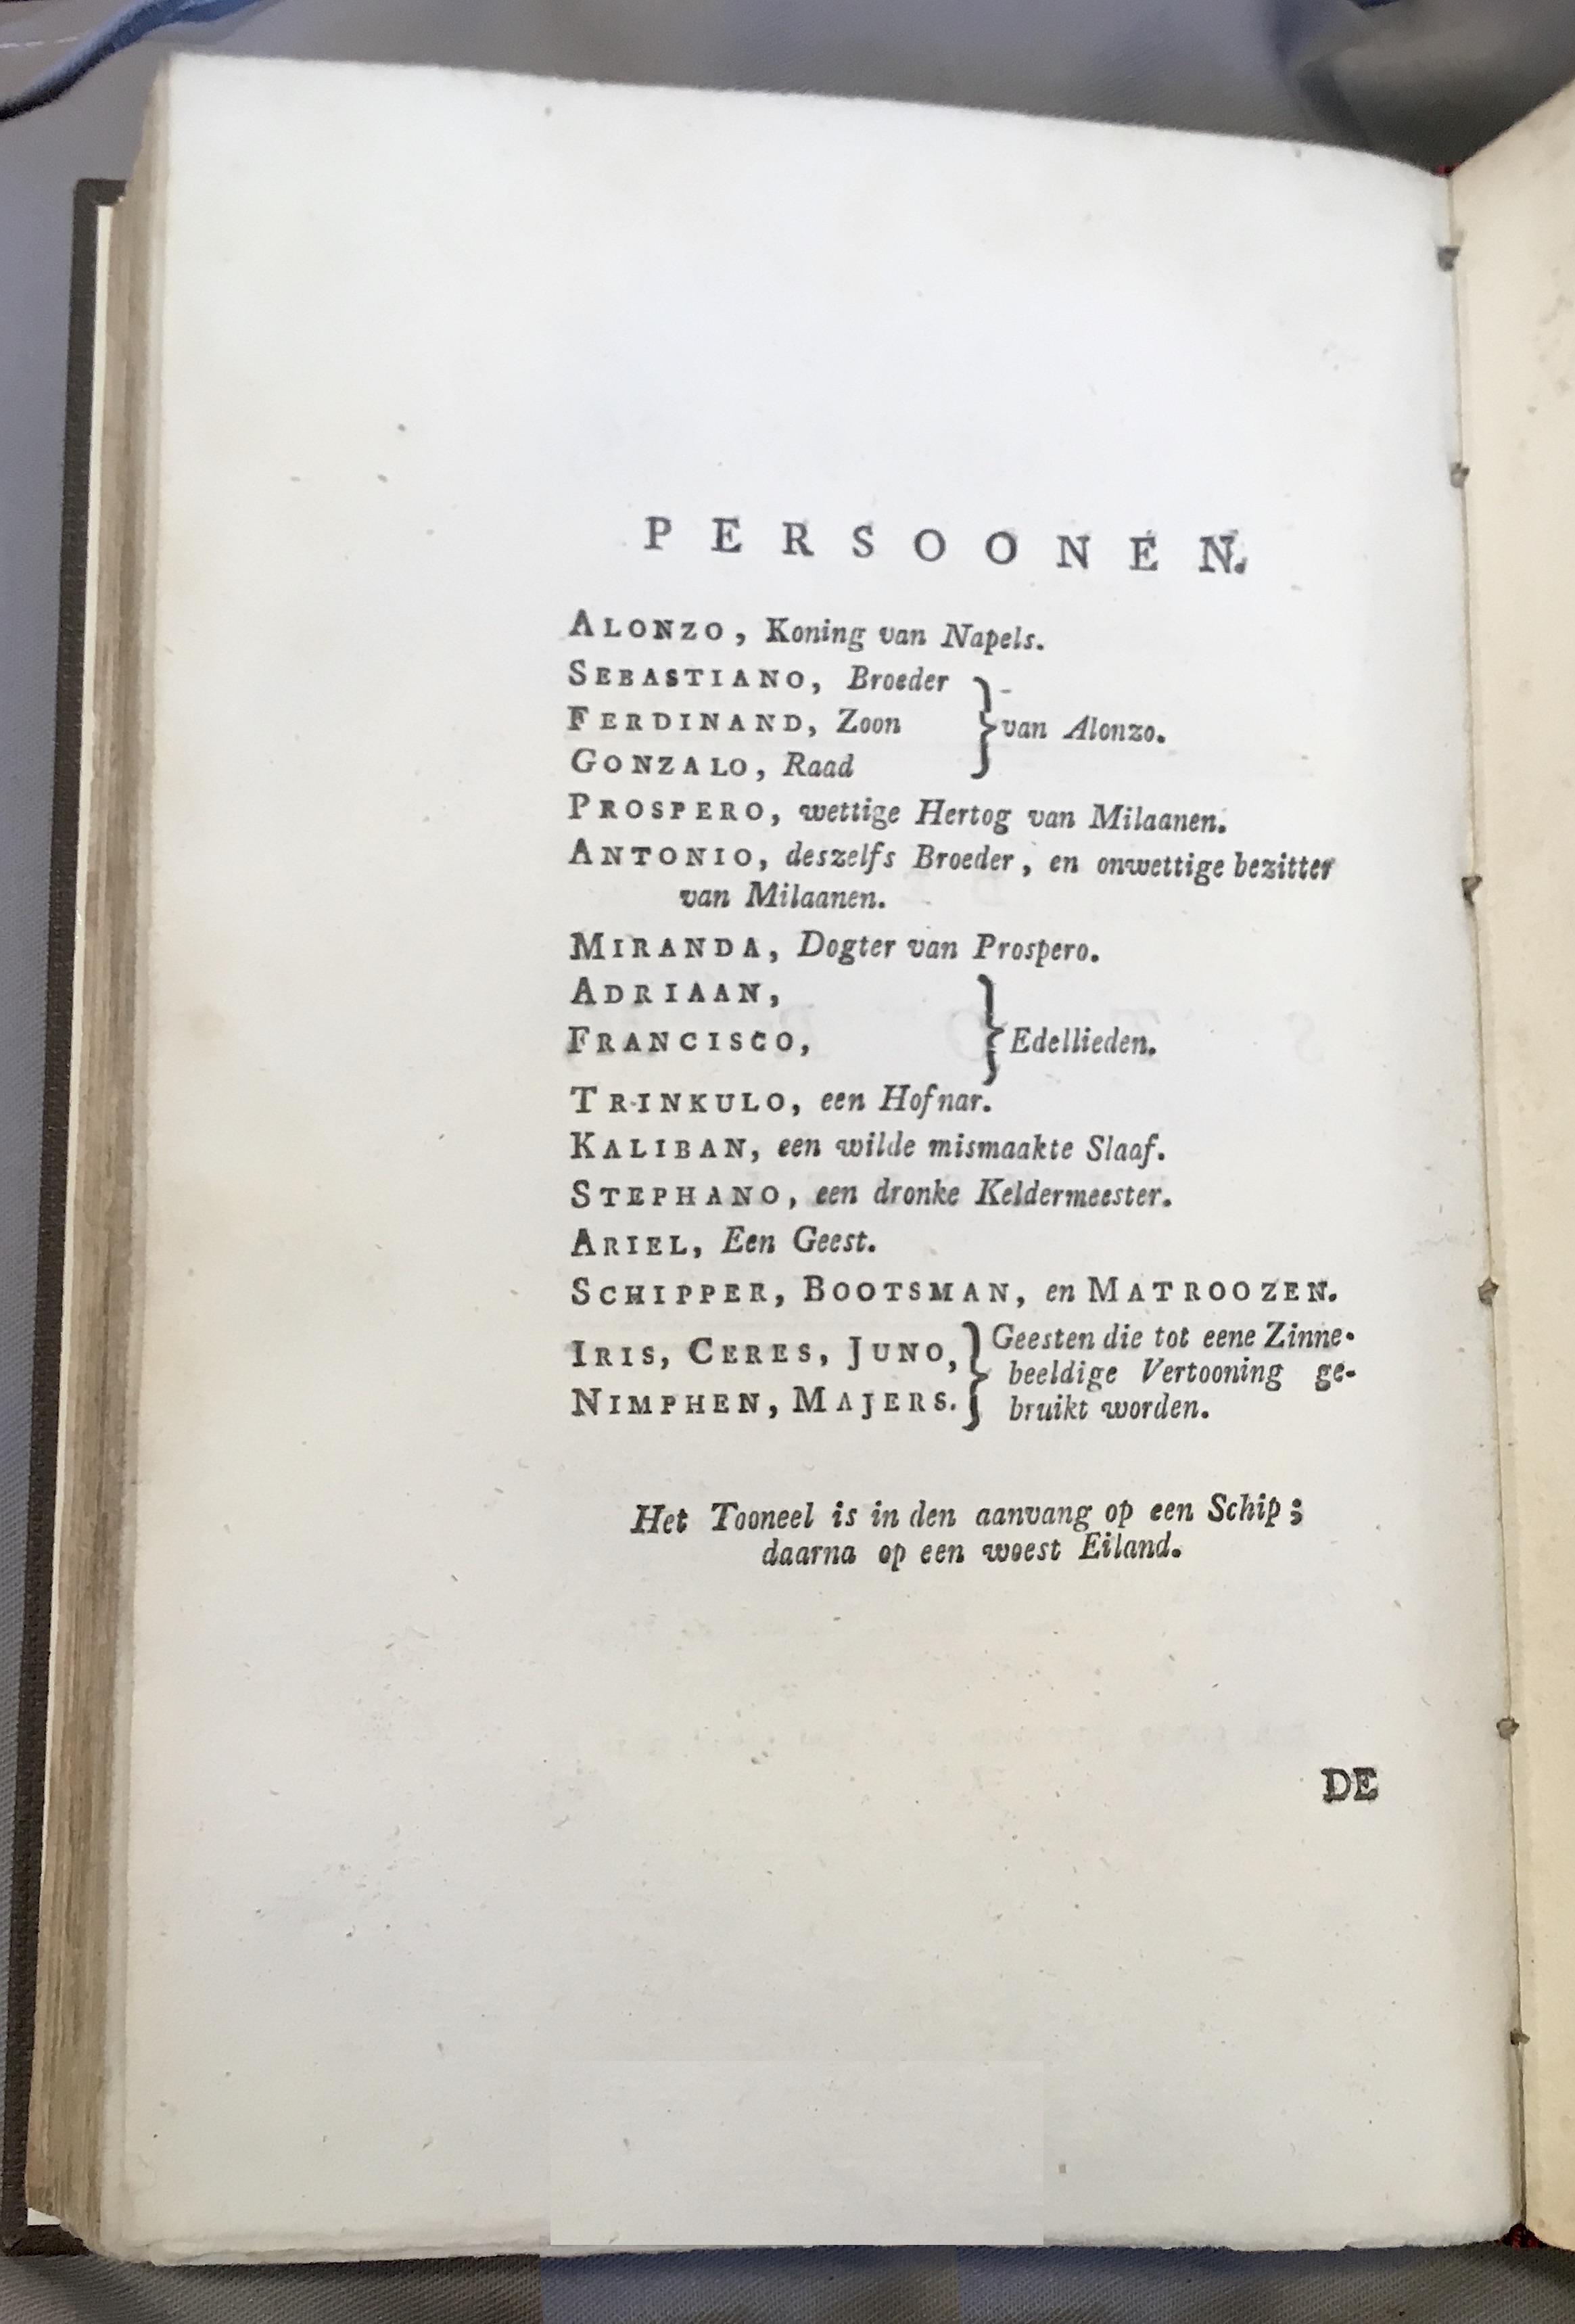 PERSOONEN.
ALONZO, Koning van Napels.
SEBASTIANO, Broeder
FERDINAND, Zoon } van Alonzo.
GONZALO, Raad
PROSPERO, wettige Hertog van Milaanen.
ANTONIO, deszelfs Broeder, en onwettige bezitter
van Milaanen.
MIRANDA, Dogter van Prospero.
ADRIAAN,
FRANCISCO, } Edellieden.
TRINKULO, een Hofnar.
KALIBAN, een wilde mismaakte Slaaf.
STEPHANO, een dronke Keldermeester.
ARIEL, Een Geest.
SCHIPPER, BOOTSMAN, en MATROOZEN.
IRIS, CERES, JUNO, } Geesten die tot eene Zinne-
beeldige Vertooning ge-
NIMPHEN, MAJERS. bruikt worden.
Het Tooneel is in den aanvang op een Schip;
daarna op een woest Eiland.
DE